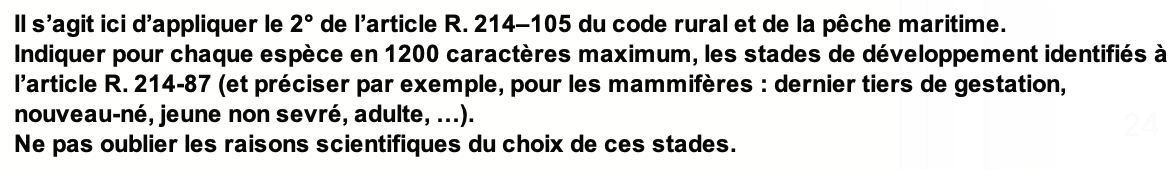 Il s’agit ici d’appliquer le 2° de l’article R. 214–105 du code rural et de la pêche maritime.
Indiquer pour chaque espèce en 1200 caractères maximum, les stades de développement identifiés à
l’article R. 214-87 (et préciser par exemple, pour les mammifères : dernier tiers de gestation,
nouveau-né, jeune non sevré, adulte, …).
Ne pas oublier les raisons scientifiques du choix de ces stades.
24